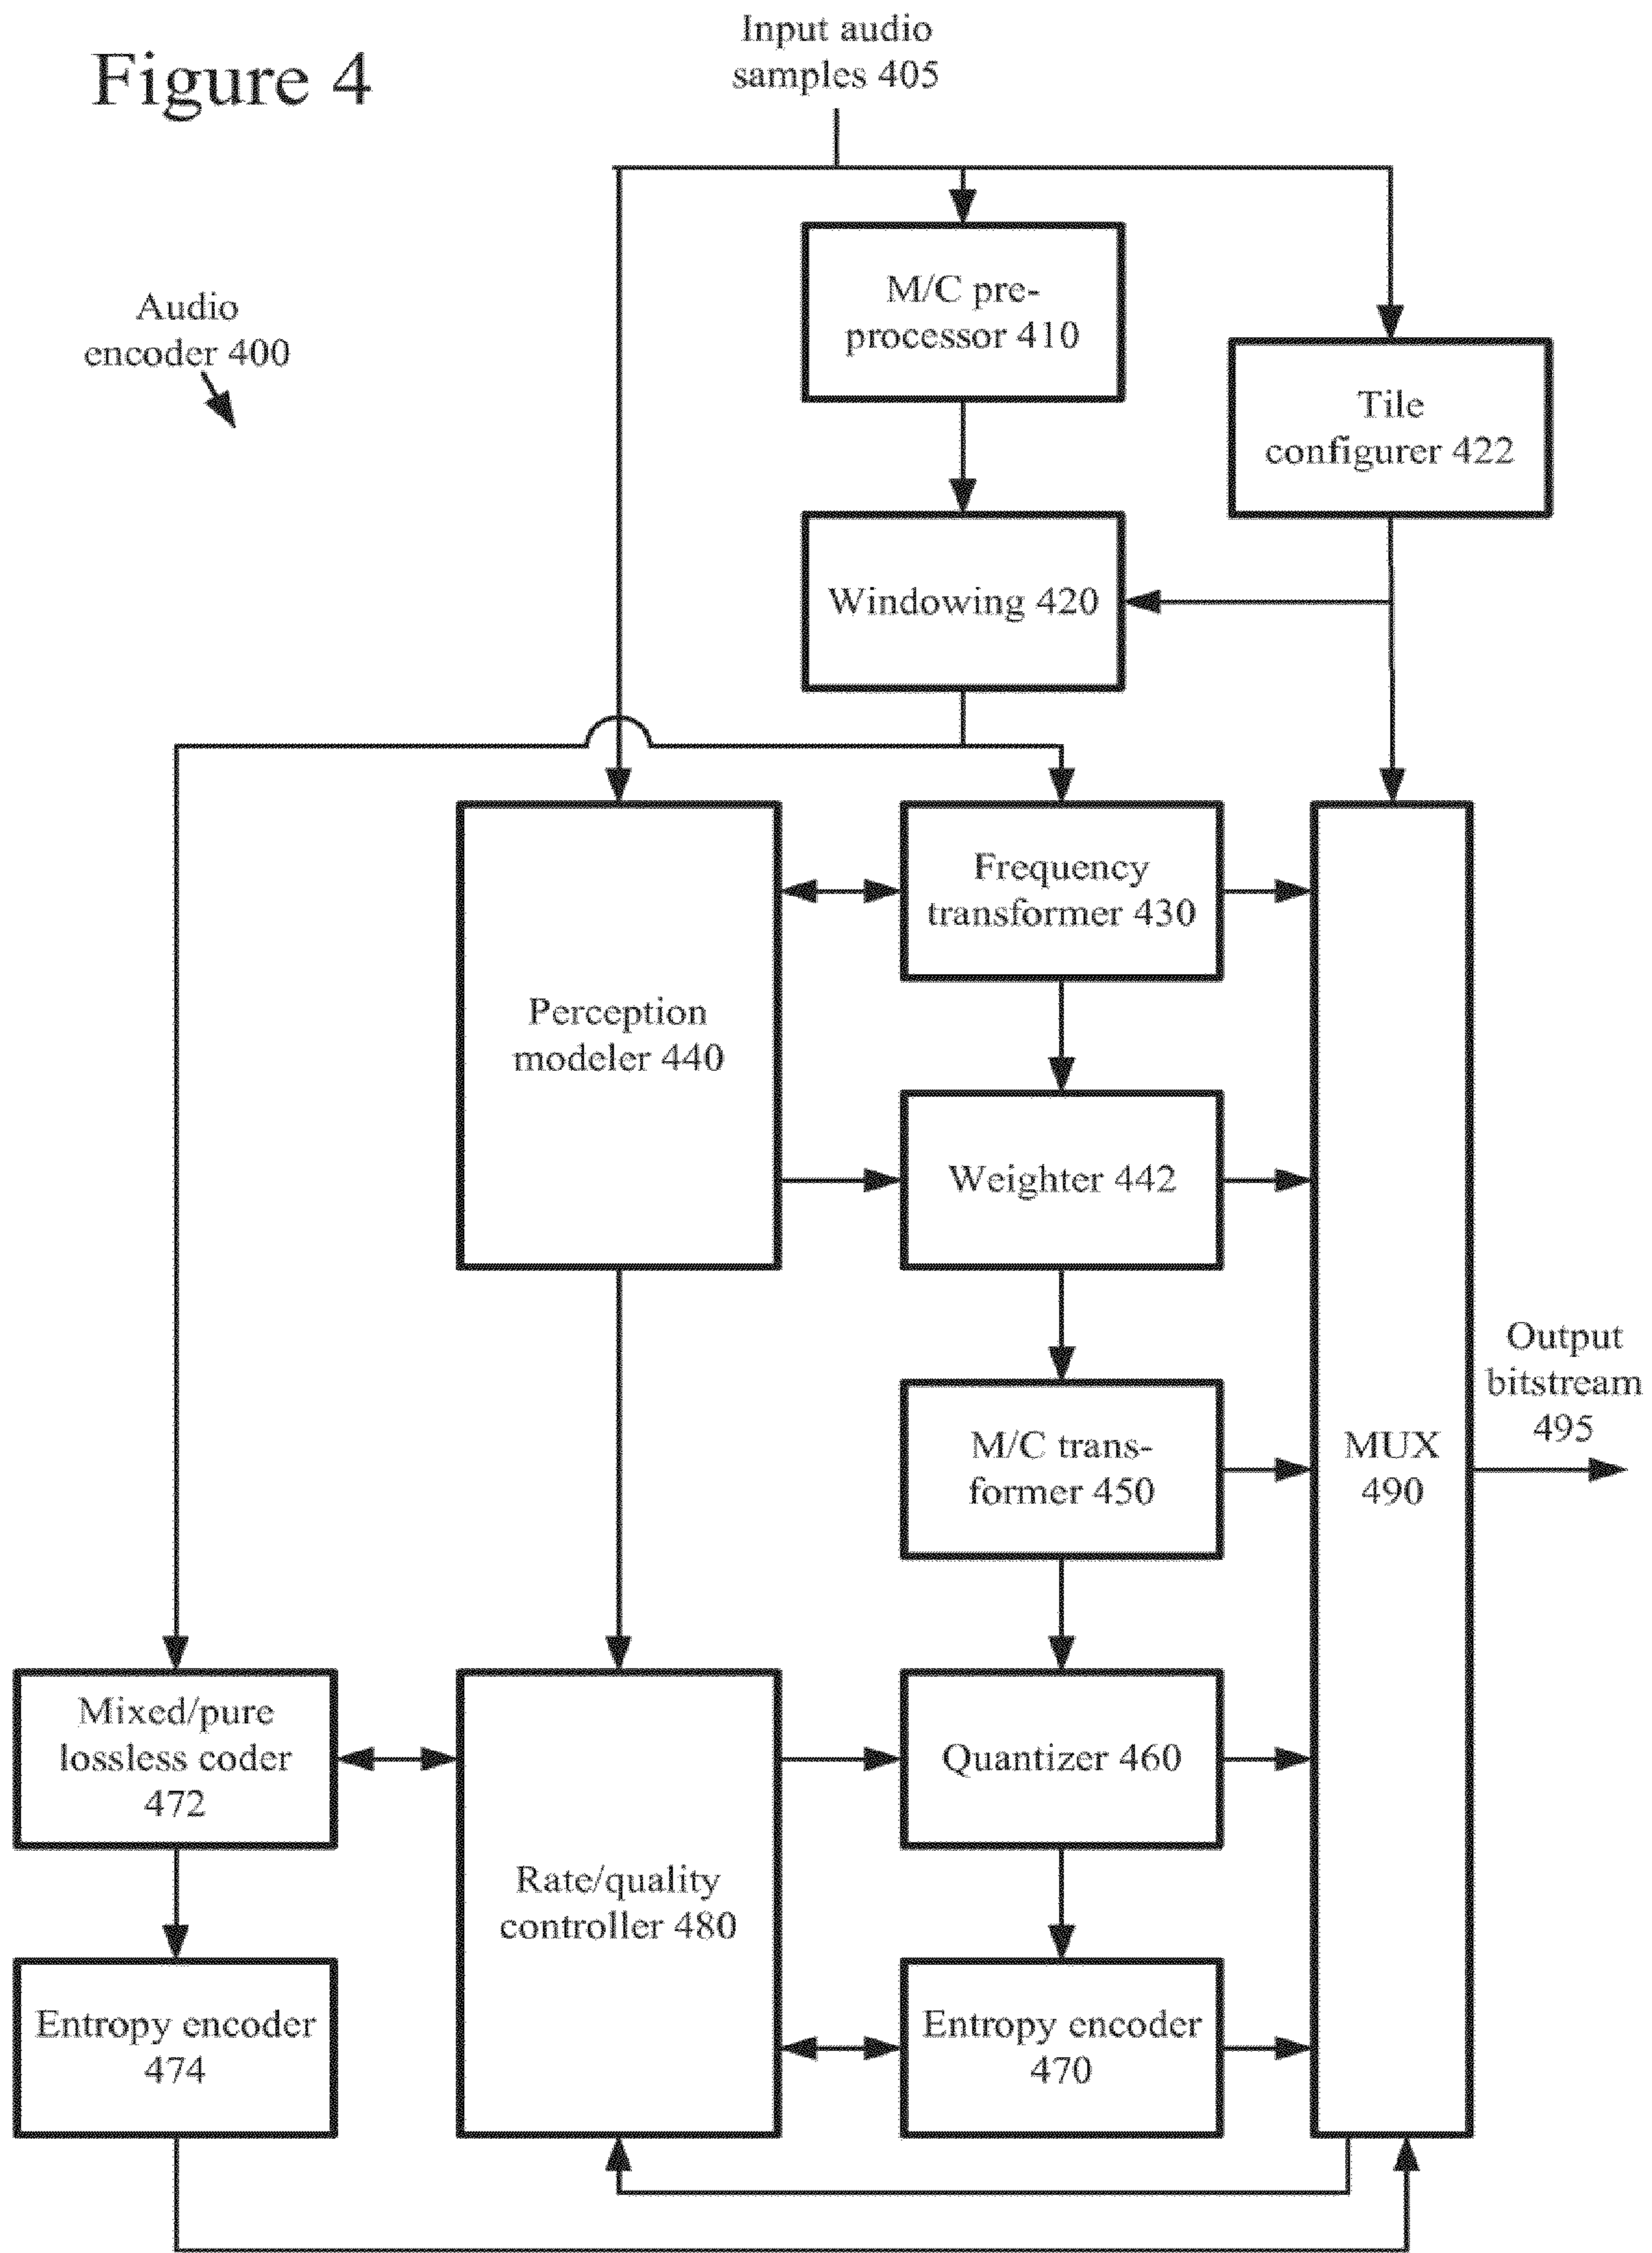 Figure 4
Input audio
samples 405
Audio
encoder 400
M/C pre-
processor 410
Tile
configurer 422
Windowing 420
Frequency
transformer 430
Perception
modeler 440
Weighter 442
M/C trans-
former 450
MUX
490
Output
bitstream
495
Mixed/pure
lossless coder
472
Rate/quality
controller 480
Quantizer 460
Entropy encoder
474
Entropy encoder
470